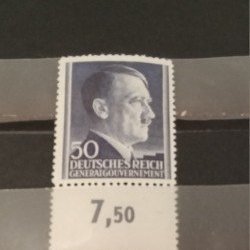 50
DEUTSCHES REICH
GENERALGOUVERNEMENT
7,50